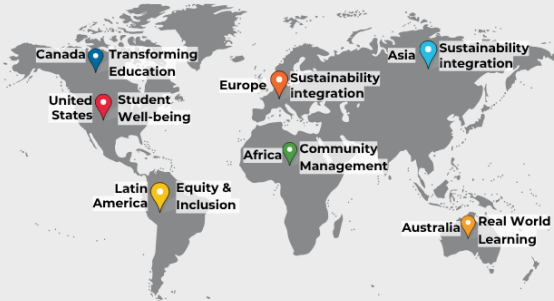 Canada
Transforming
Education
Asia
Sustainability
integration
Europe
Sustainability
integration
United
States
Student
Well-being
Africa
Community
Management
Latin
America
Equity &
Inclusion
Australia
Real World
Learning